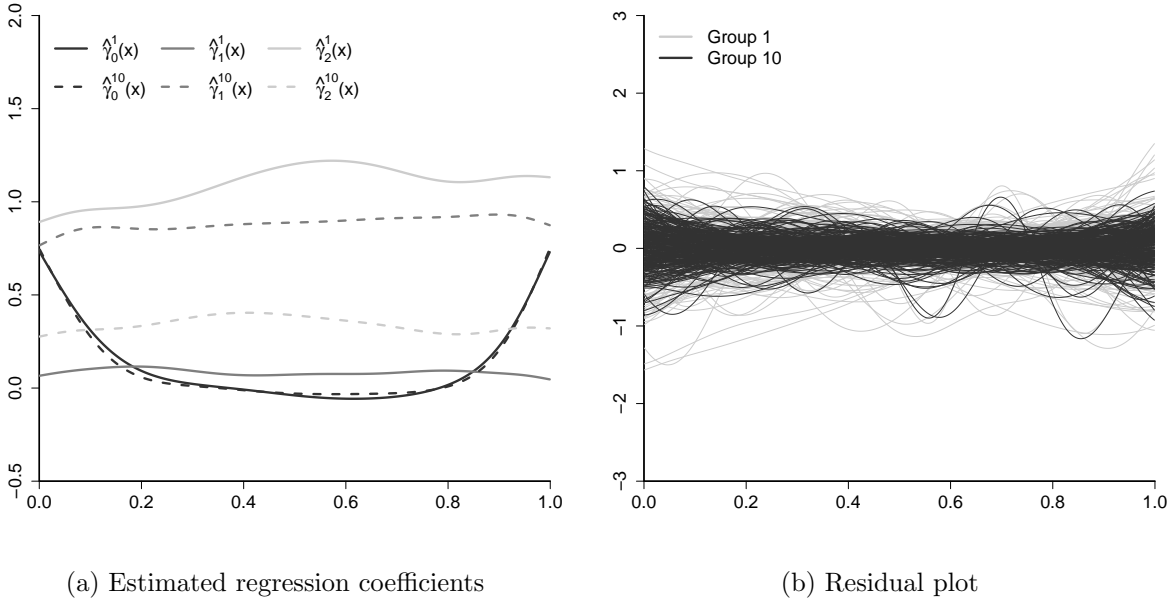 2.0
1.5
1.0
0.5
0.0
−0.5
γ̂₀¹(x) γ̂₁¹(x) γ̂₂¹(x)
γ̂₀¹⁰(x) γ̂₁¹⁰(x) γ̂₂¹⁰(x)
0.0 0.2 0.4 0.6 0.8 1.0
(a) Estimated regression coefficients
3
2
1
0
−1
−2
−3
Group 1
Group 10
0.0 0.2 0.4 0.6 0.8 1.0
(b) Residual plot